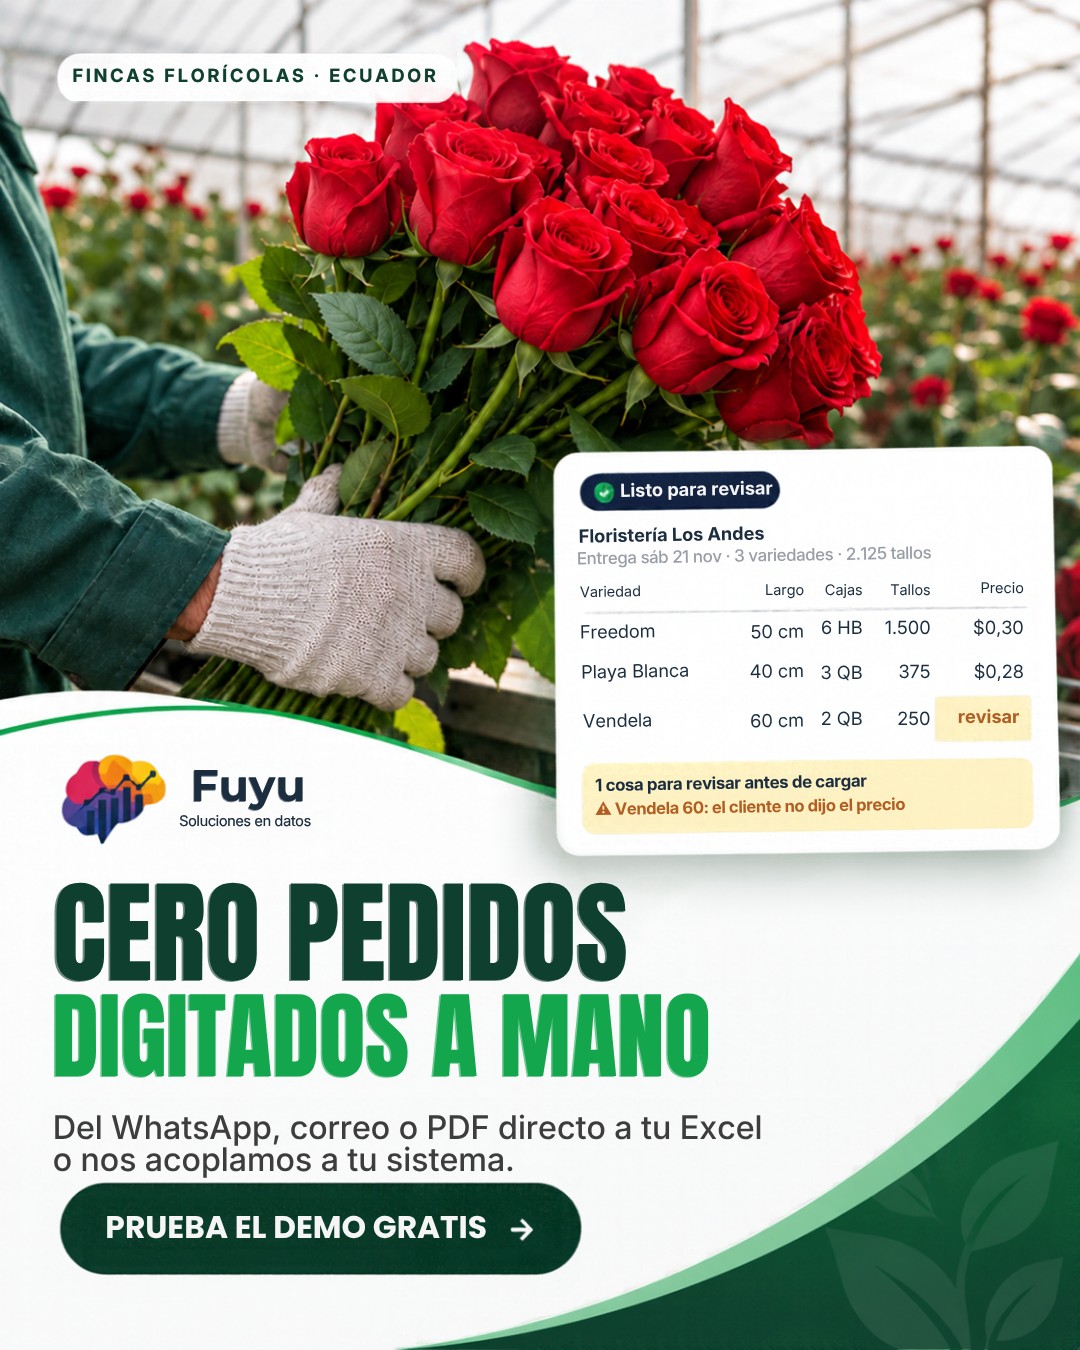 FINCAS FLORÍCOLAS · ECUADOR
Listo para revisar
Floristería Los Andes
Entrega sáb 21 nov · 3 variedades · 2.125 tallos
Variedad Largo Cajas Tallos Precio
Freedom 50 cm 6 HB 1.500 $0,30
Playa Blanca 40 cm 3 QB 375 $0,28
Vendela 60 cm 2 QB 250 revisar
1 cosa para revisar antes de cargar
⚠ Vendela 60: el cliente no dijo el precio
Fuyu
Soluciones en datos
CERO PEDIDOS
DIGITADOS A MANO
Del WhatsApp, correo o PDF directo a tu Excel
o nos acoplamos a tu sistema.
PRUEBA EL DEMO GRATIS →